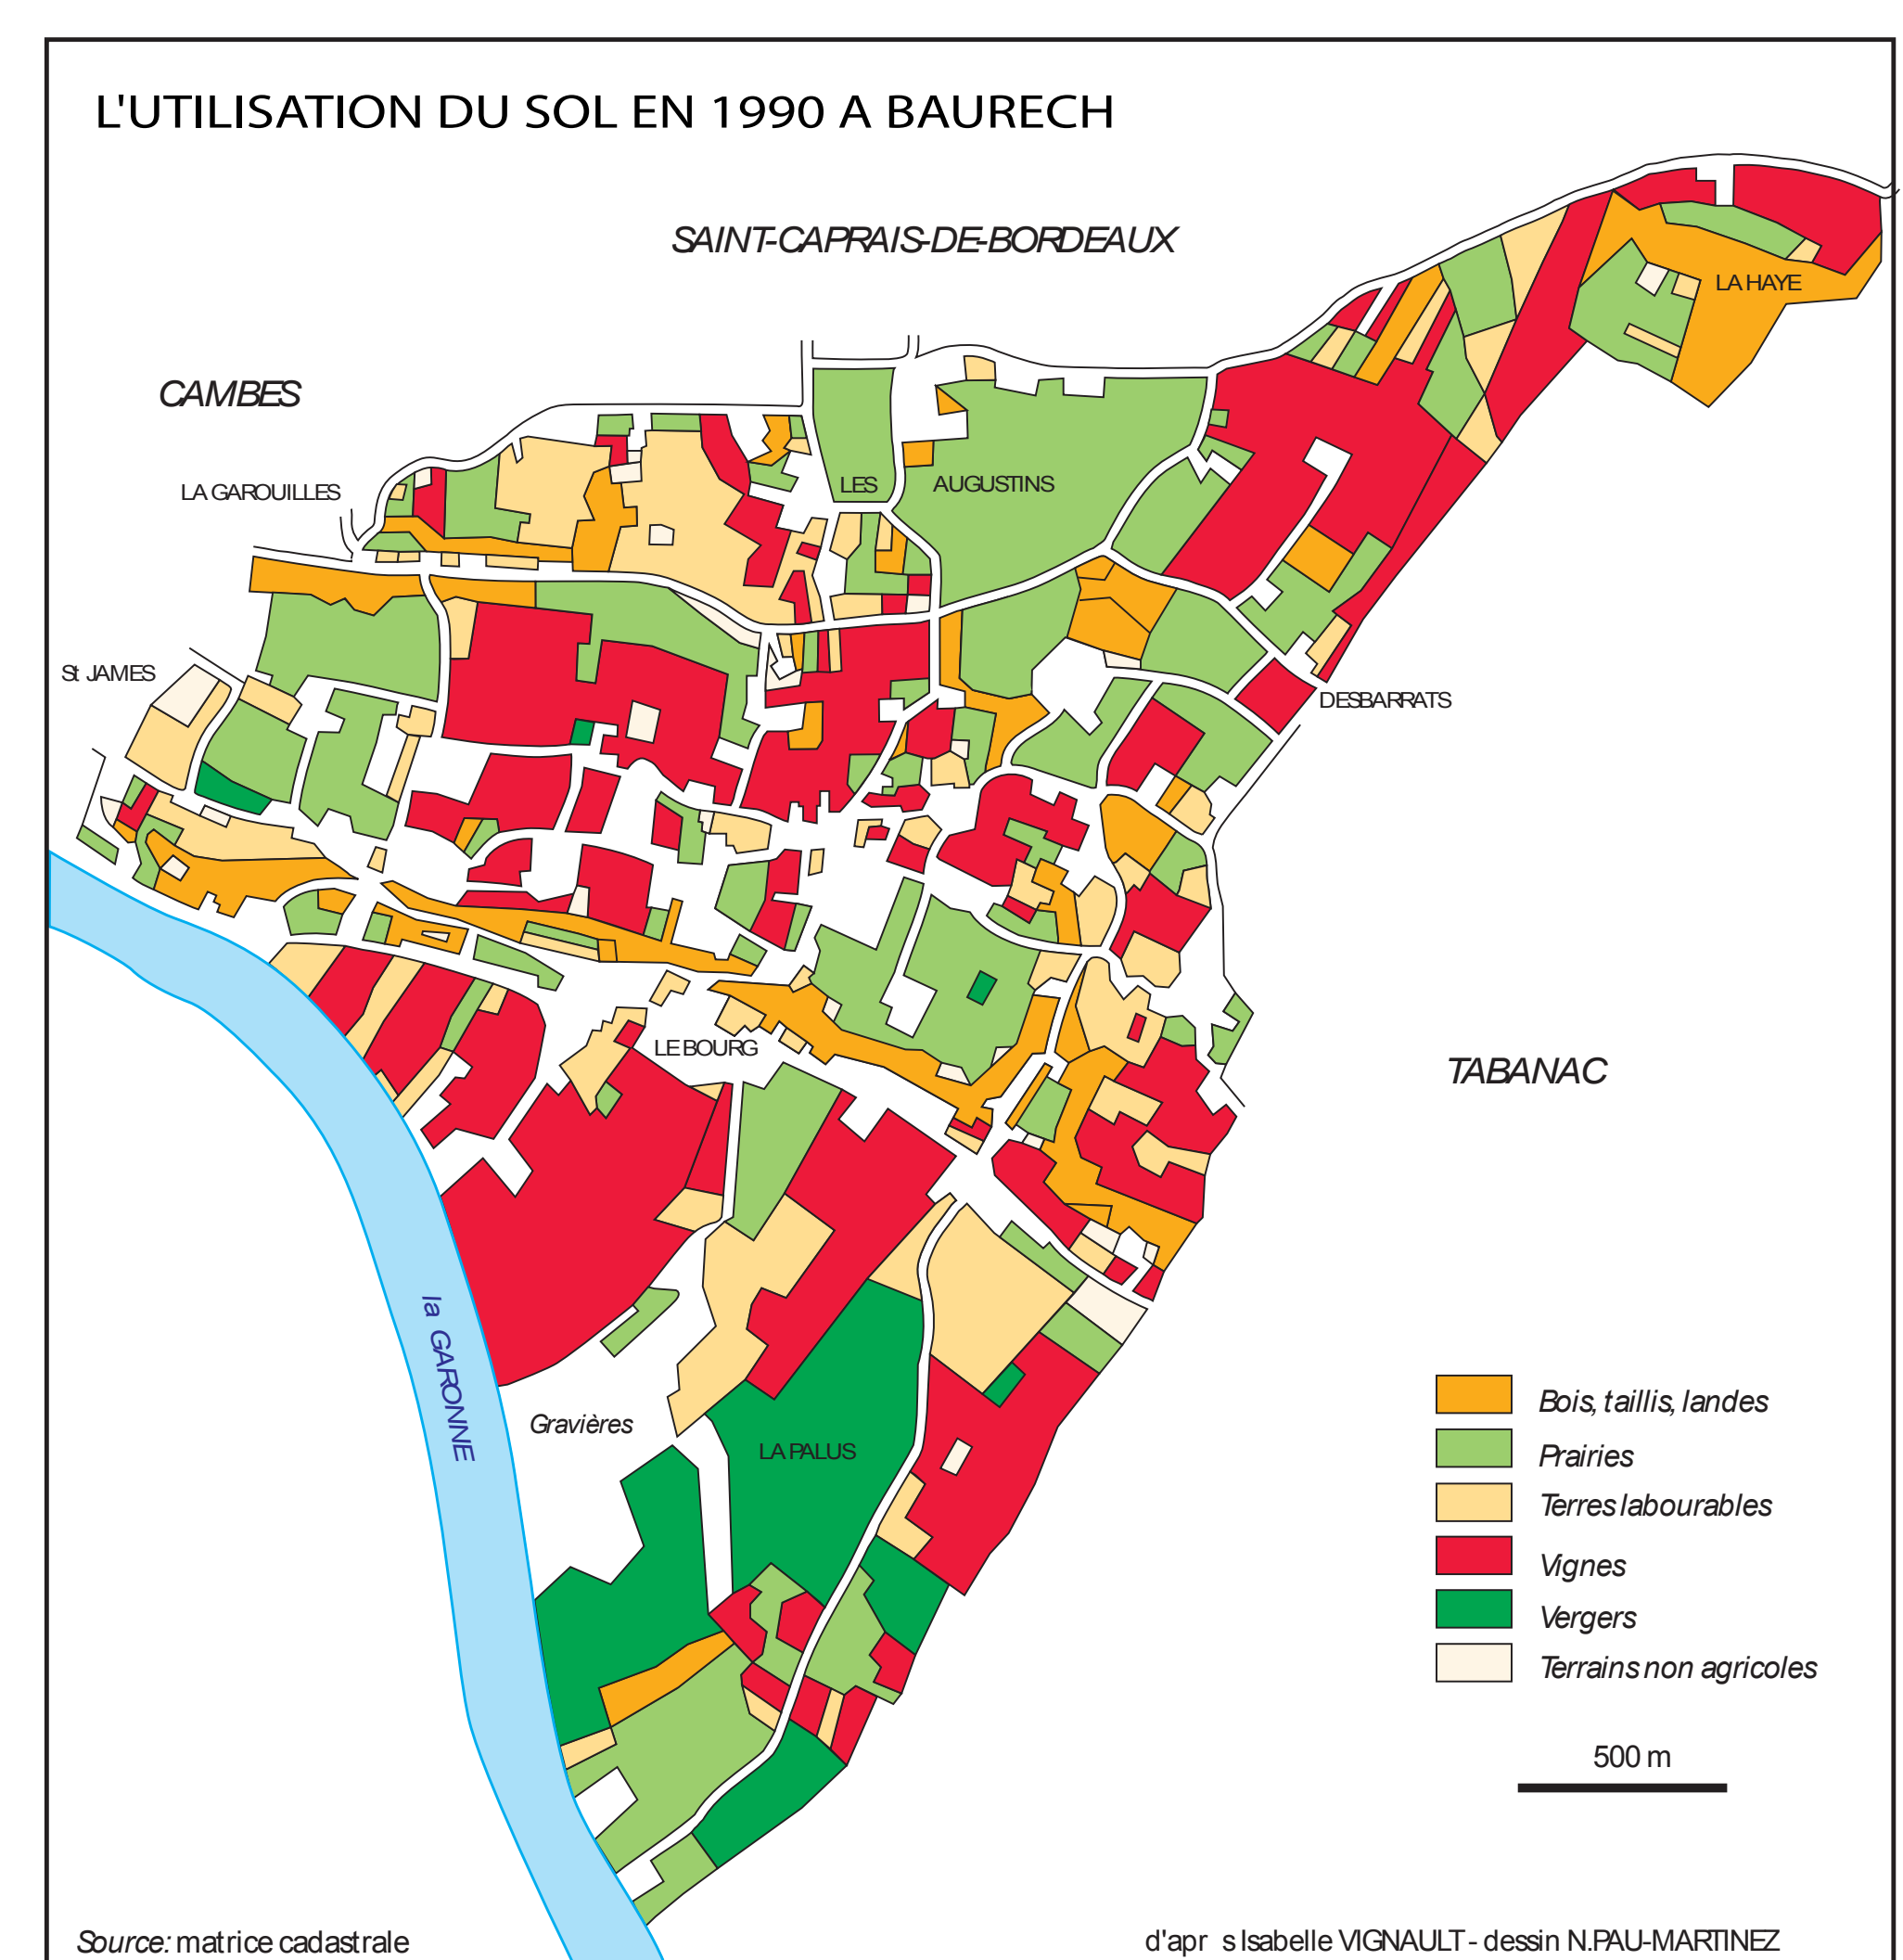 L'UTILISATION DU SOL EN 1990 A BAURECH
SAINT-CAPRAIS-DE-BORDEAUX
LA HAYE
CAMBES
LA GAROUILLES
LES AUGUSTINS
St JAMES
DESBARRATS
LE BOURG
TABANAC
la GARONNE
Gravières
LA PALUS
Bois, taillis, landes
Prairies
Terres labourables
Vignes
Vergers
Terrains non agricoles
500 m
Source: matrice cadastrale
d'apr s Isabelle VIGNAULT - dessin N.PAU-MARTINEZ